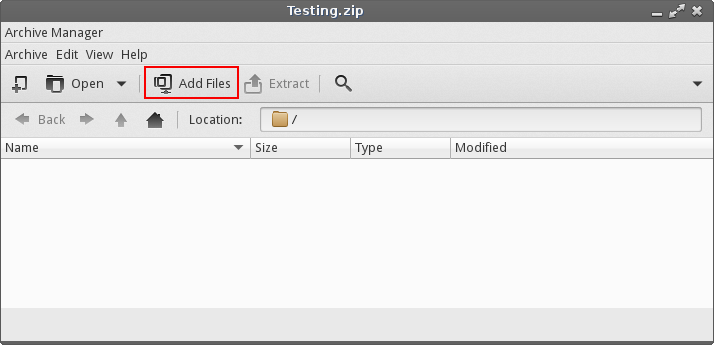 Testing.zip
Archive Manager
Archive Edit View Help
Open Add Files Extract
Back Location: /
Name Size Type Modified